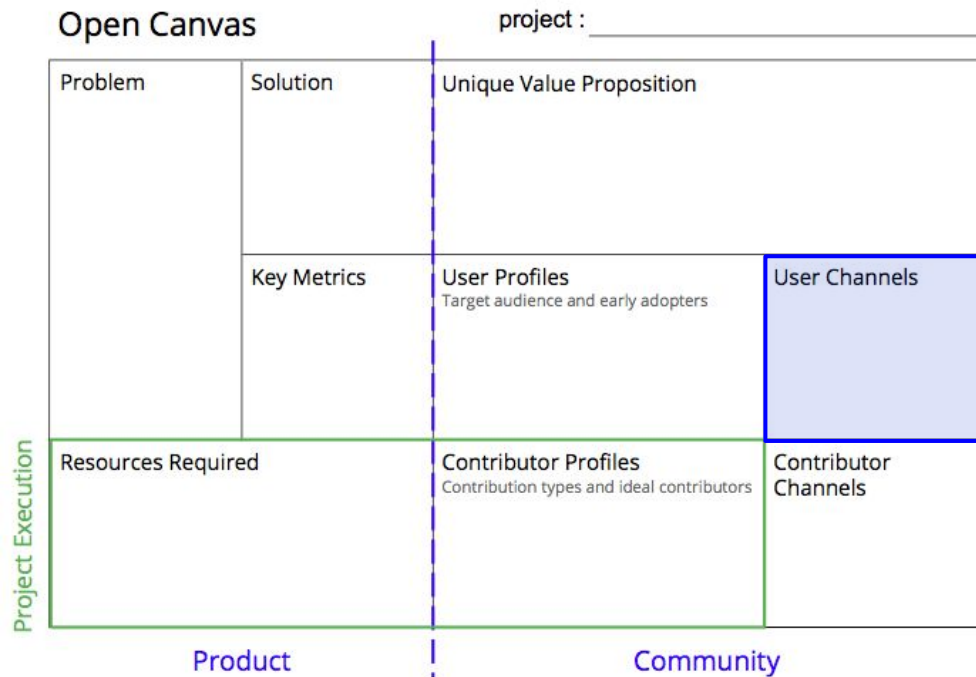 Open Canvas
project :
Problem
Solution
Unique Value Proposition
Key Metrics
User Profiles
Target audience and early adopters
User Channels
Project Execution
Resources Required
Contributor Profiles
Contribution types and ideal contributors
Contributor
Channels
Product
Community